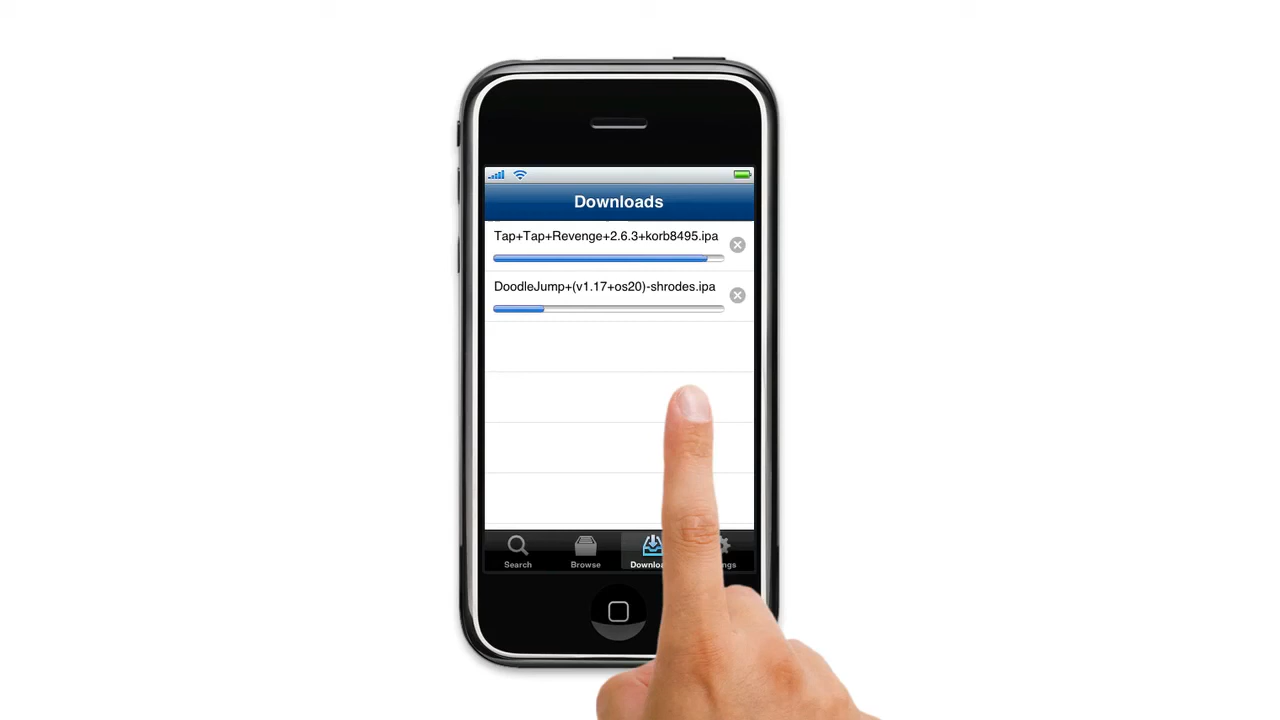 Downloads
Tap+Tap+Revenge+2.6.3+korb8495.ipa
DoodleJump+(v1.17+os20)-shrodes.ipa
Search
Browse